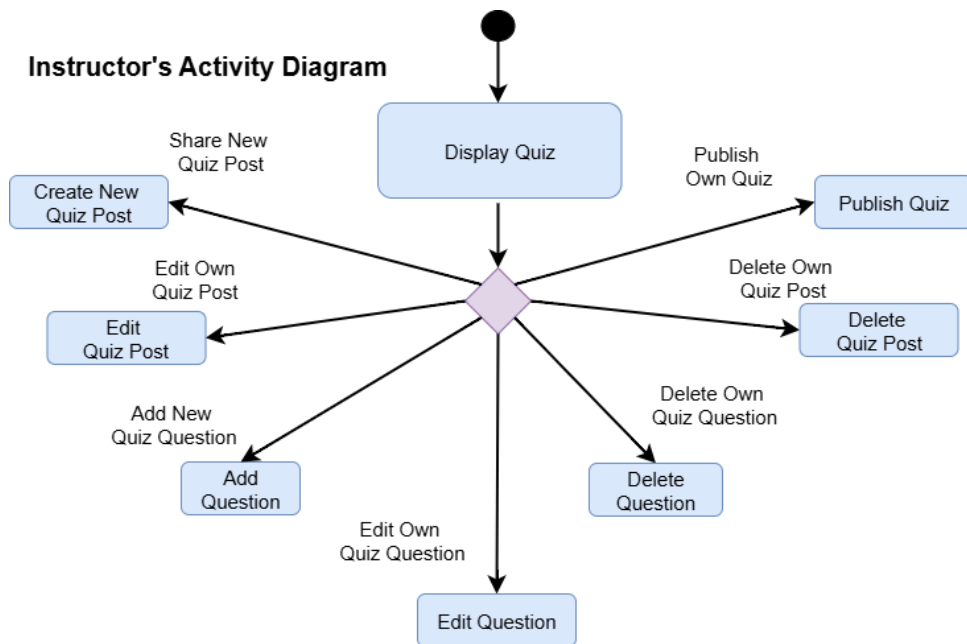 Instructor's Activity Diagram
Display Quiz
Share New
Quiz Post
Create New
Quiz Post
Publish
Own Quiz
Publish Quiz
Edit Own
Quiz Post
Edit
Quiz Post
Delete Own
Quiz Post
Delete
Quiz Post
Add New
Quiz Question
Add
Question
Delete Own
Quiz Question
Delete
Question
Edit Own
Quiz Question
Edit Question